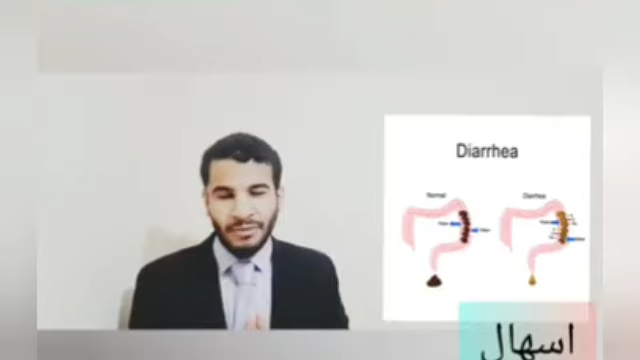 Diarrhea
Normal
Diarrhea
اسهال